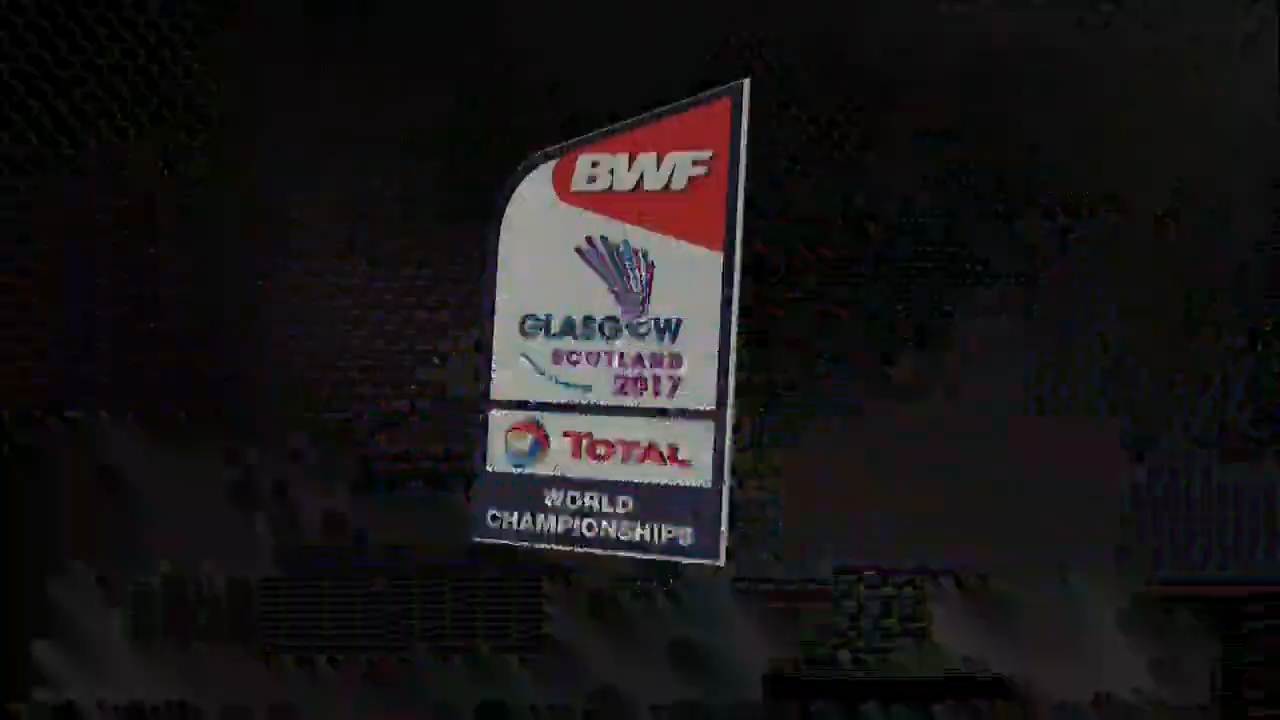 BWF
GLASGOW
SCOTLAND
2017
TOTAL
WORLD
CHAMPIONSHIPS